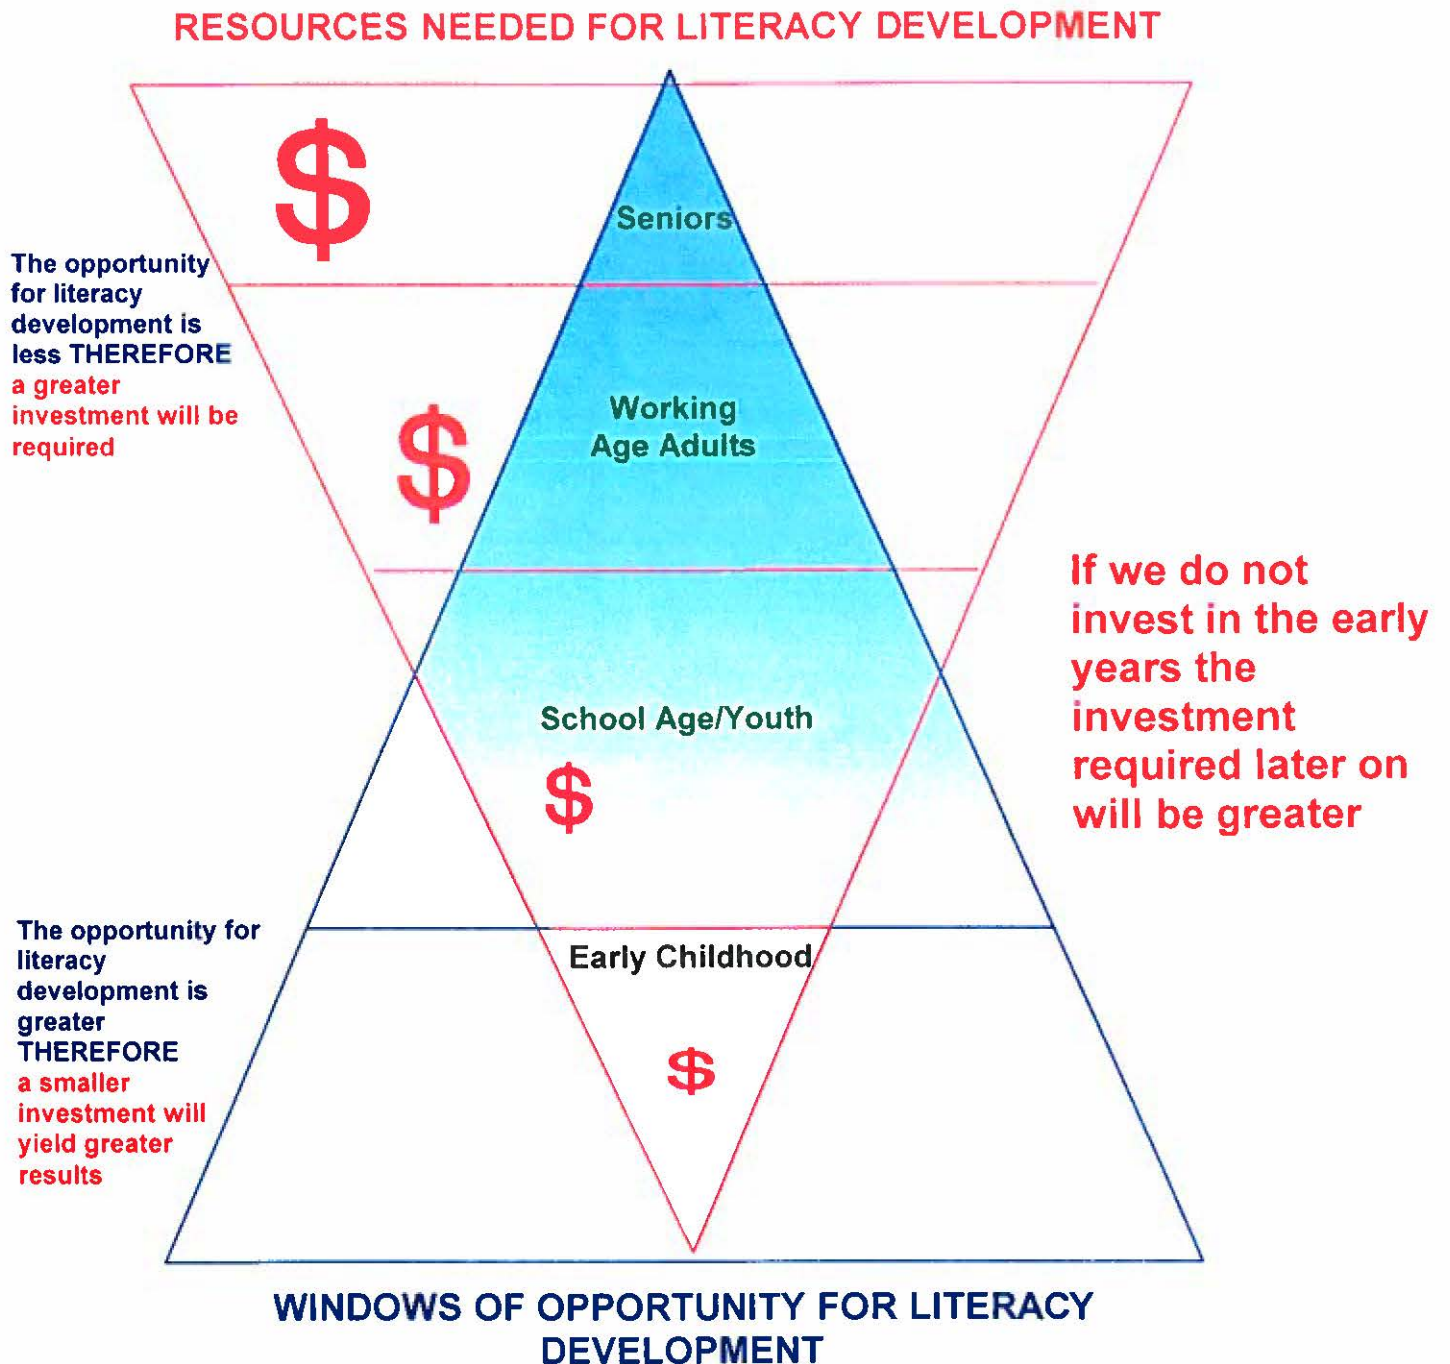 RESOURCES NEEDED FOR LITERACY DEVELOPMENT
$
Seniors
The opportunity
for literacy
development is
less THEREFORE
a greater
investment will be
required
$
Working
Age Adults
If we do not
invest in the early
years the
investment
required later on
will be greater
School Age/Youth
$
The opportunity for
literacy
development is
greater
THEREFORE
a smaller
investment will
yield greater
results
Early Childhood
$
WINDOWS OF OPPORTUNITY FOR LITERACY
DEVELOPMENT